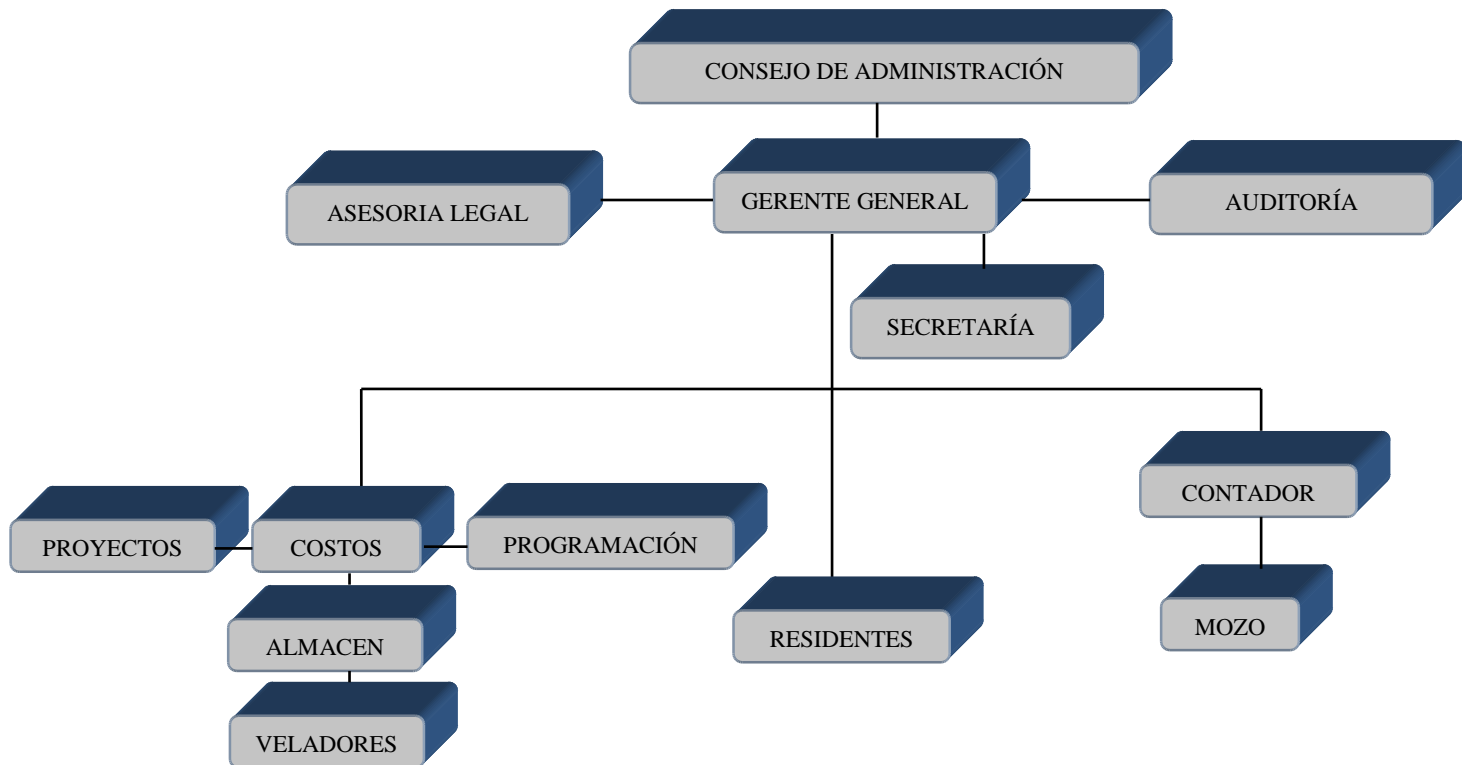 CONSEJO DE ADMINISTRACIÓN
ASESORIA LEGAL
GERENTE GENERAL
AUDITORÍA
SECRETARÍA
CONTADOR
PROYECTOS
COSTOS
PROGRAMACIÓN
MOZO
ALMACEN
RESIDENTES
VELADORES